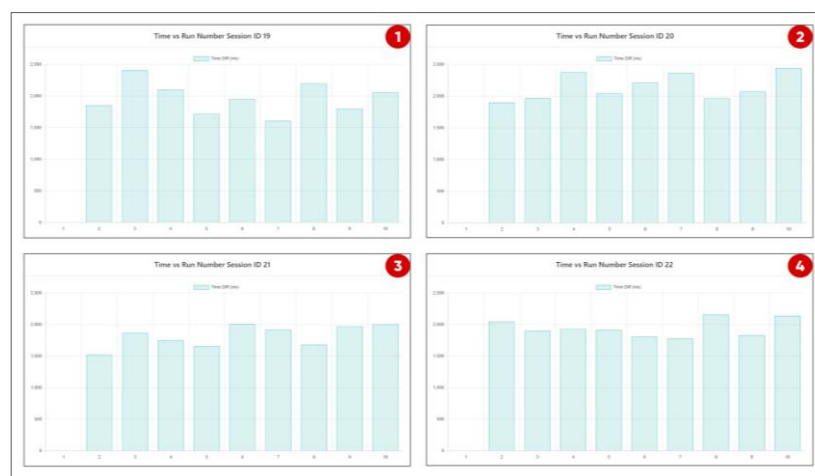 Time vs Run Number Session ID 19
1
Time Diff (ms)
2,500
2,000
1,500
1,000
500
0
1 2 3 4 5 6 7 8 9 10
Time vs Run Number Session ID 20
2
Time Diff (ms)
2,500
2,000
1,500
1,000
500
0
1 2 3 4 5 6 7 8 9 10
Time vs Run Number Session ID 21
3
Time Diff (ms)
2,500
2,000
1,500
1,000
500
0
1 2 3 4 5 6 7 8 9 10
Time vs Run Number Session ID 22
4
Time Diff (ms)
2,500
2,000
1,500
1,000
500
0
1 2 3 4 5 6 7 8 9 10